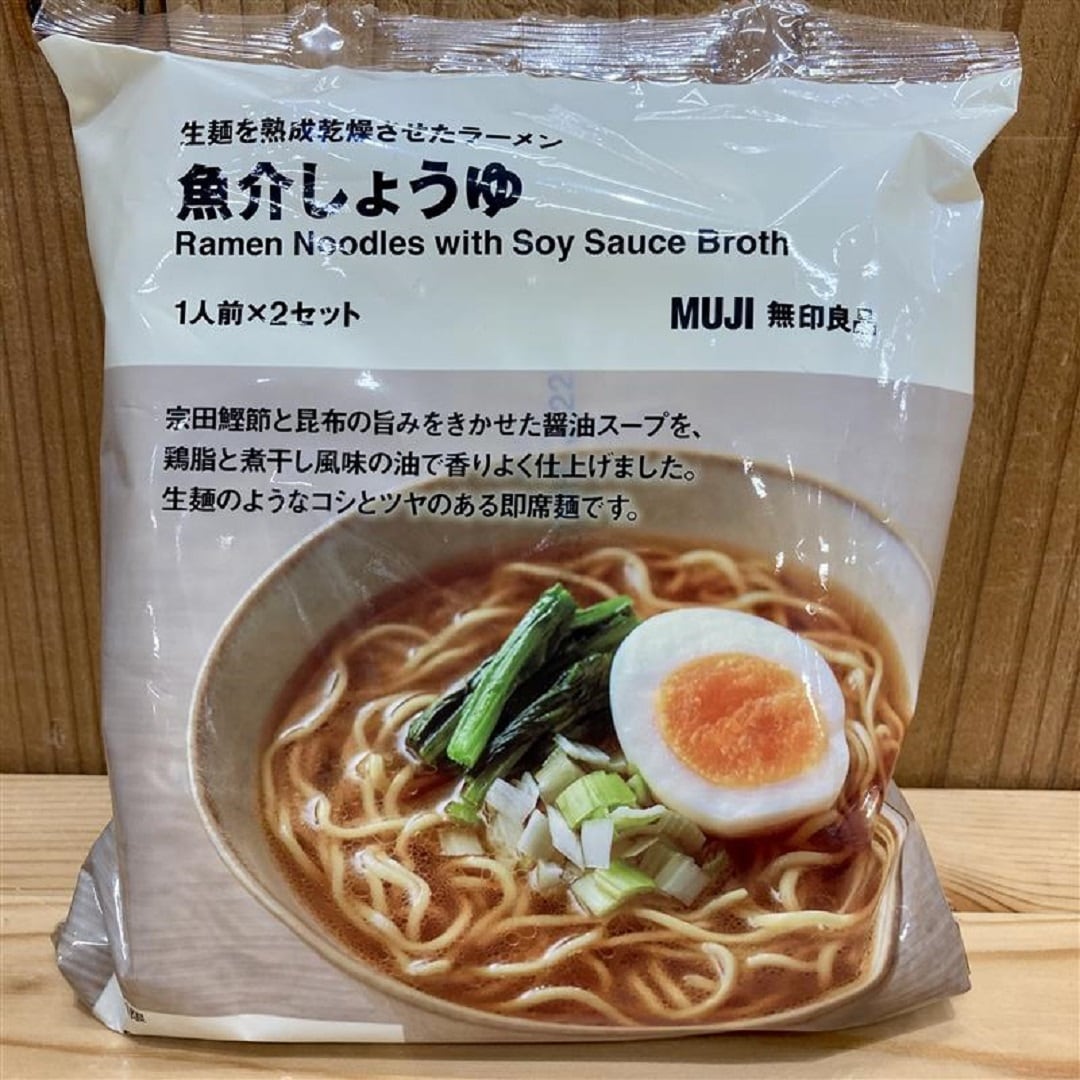 生麺を熟成乾燥させたラーメン
魚介しょうゆ
Ramen Noodles with Soy Sauce Broth
1人前×2セット
MUJI 無印良品
宗田鰹節と昆布の旨みをきかせた醤油スープを、
鶏脂と煮干し風味の油で香りよく仕上げました。
生麺のようなコシとツヤのある即席麺です。
22